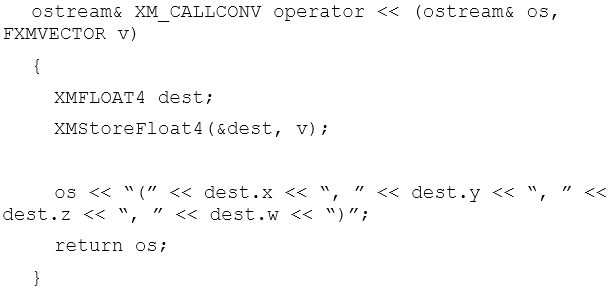 ostream& XM_CALLCONV operator << (ostream& os,
FXMVECTOR v)
{
XMFLOAT4 dest;
XMStoreFloat4(&dest, v);
os << “(” << dest.x << “, ” << dest.y << “, ” <<
dest.z << “, ” << dest.w << “)”;
return os;
}